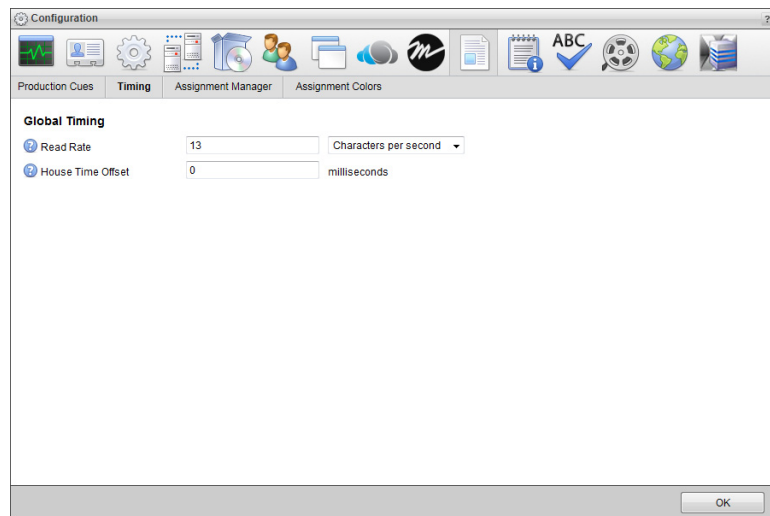 Configuration ?
ABC
Production Cues Timing Assignment Manager Assignment Colors
Global Timing
Read Rate 13 Characters per second
House Time Offset 0 milliseconds
OK